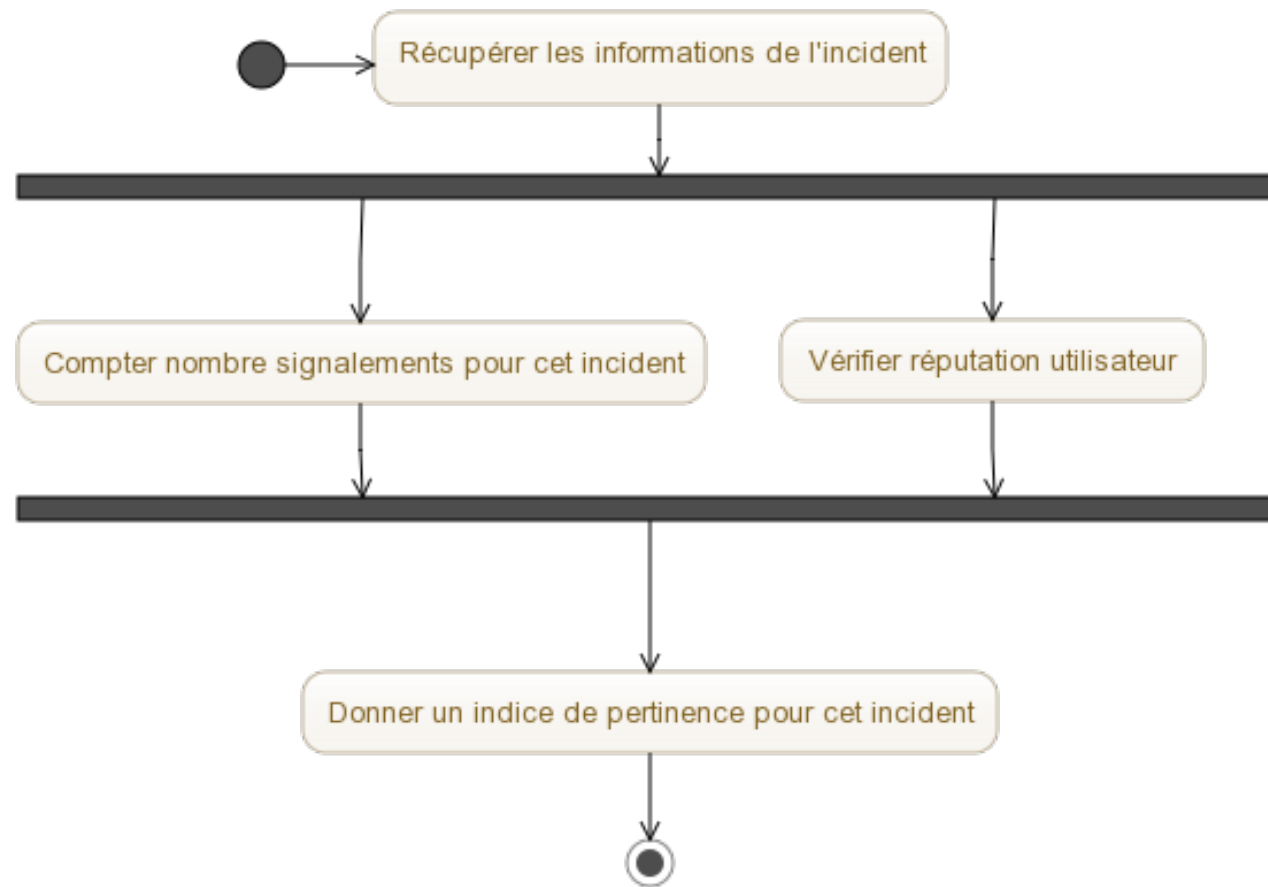 Récupérer les informations de l'incident
Compter nombre signalements pour cet incident
Vérifier réputation utilisateur
Donner un indice de pertinence pour cet incident